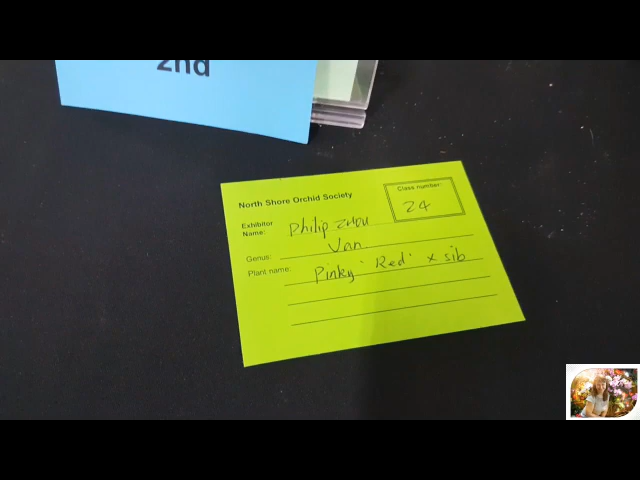 2nd
North Shore Orchid Society
Class number:
24
Exhibitor Name: Philip Zhou
Genus: Van
Plant name: Pinky 'Red' x sib